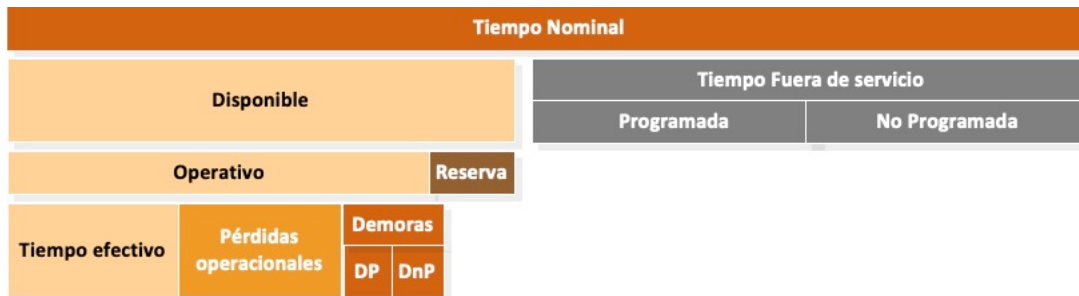 Tiempo Nominal
Disponible
Tiempo Fuera de servicio
Programada
No Programada
Operativo
Reserva
Tiempo efectivo
Pérdidas
operacionales
Demoras
DP
DnP